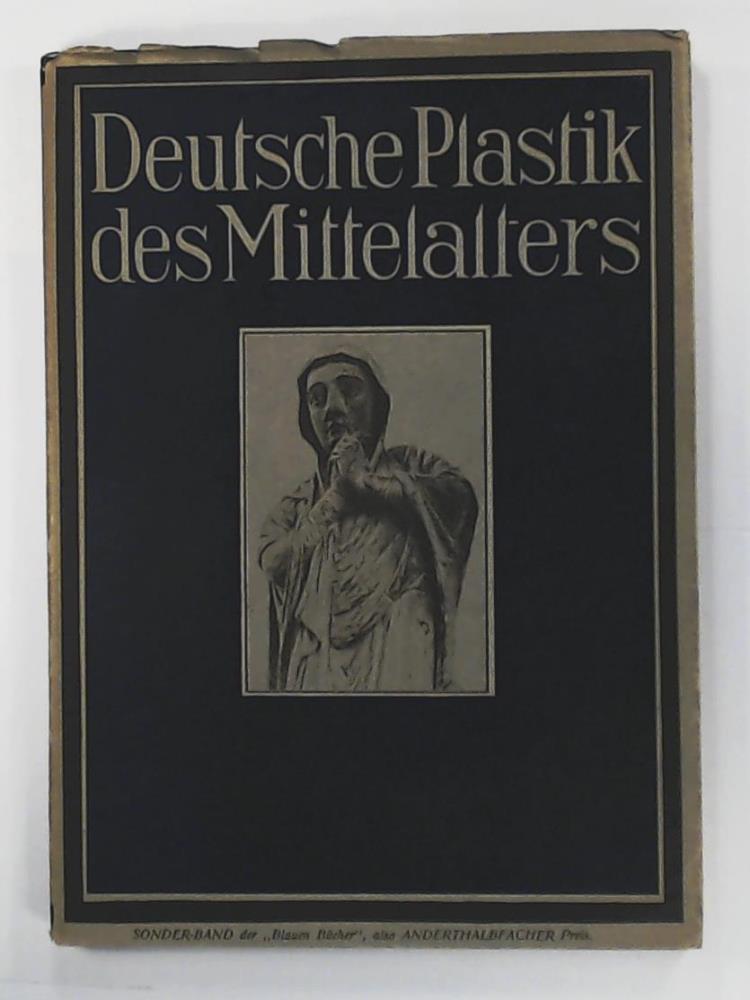 Deutsche Plastik
des Mittelalters
SONDER-BAND der „Blauen Bücher", also ANDERTHALBFACHER Preis.